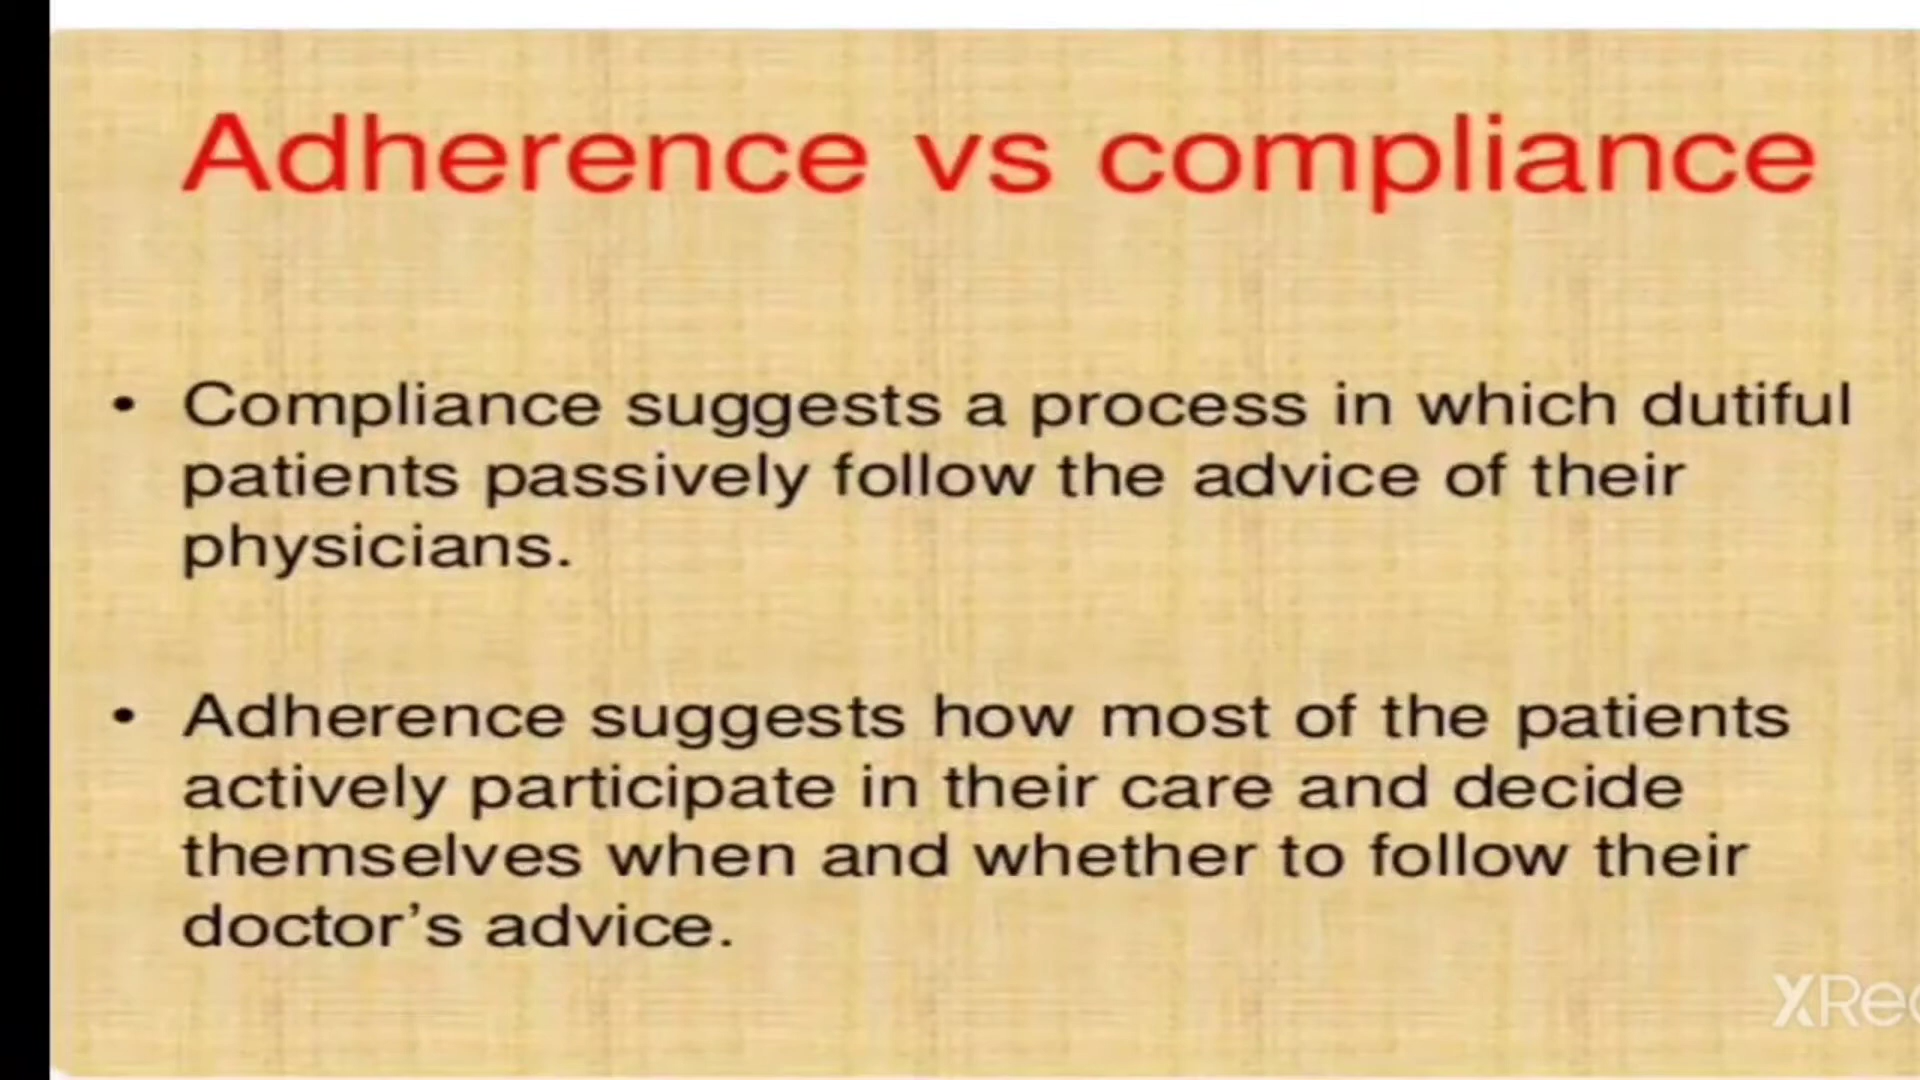 Adherence vs compliance
• Compliance suggests a process in which dutiful
patients passively follow the advice of their
physicians.
• Adherence suggests how most of the patients
actively participate in their care and decide
themselves when and whether to follow their
doctor’s advice.
XRec